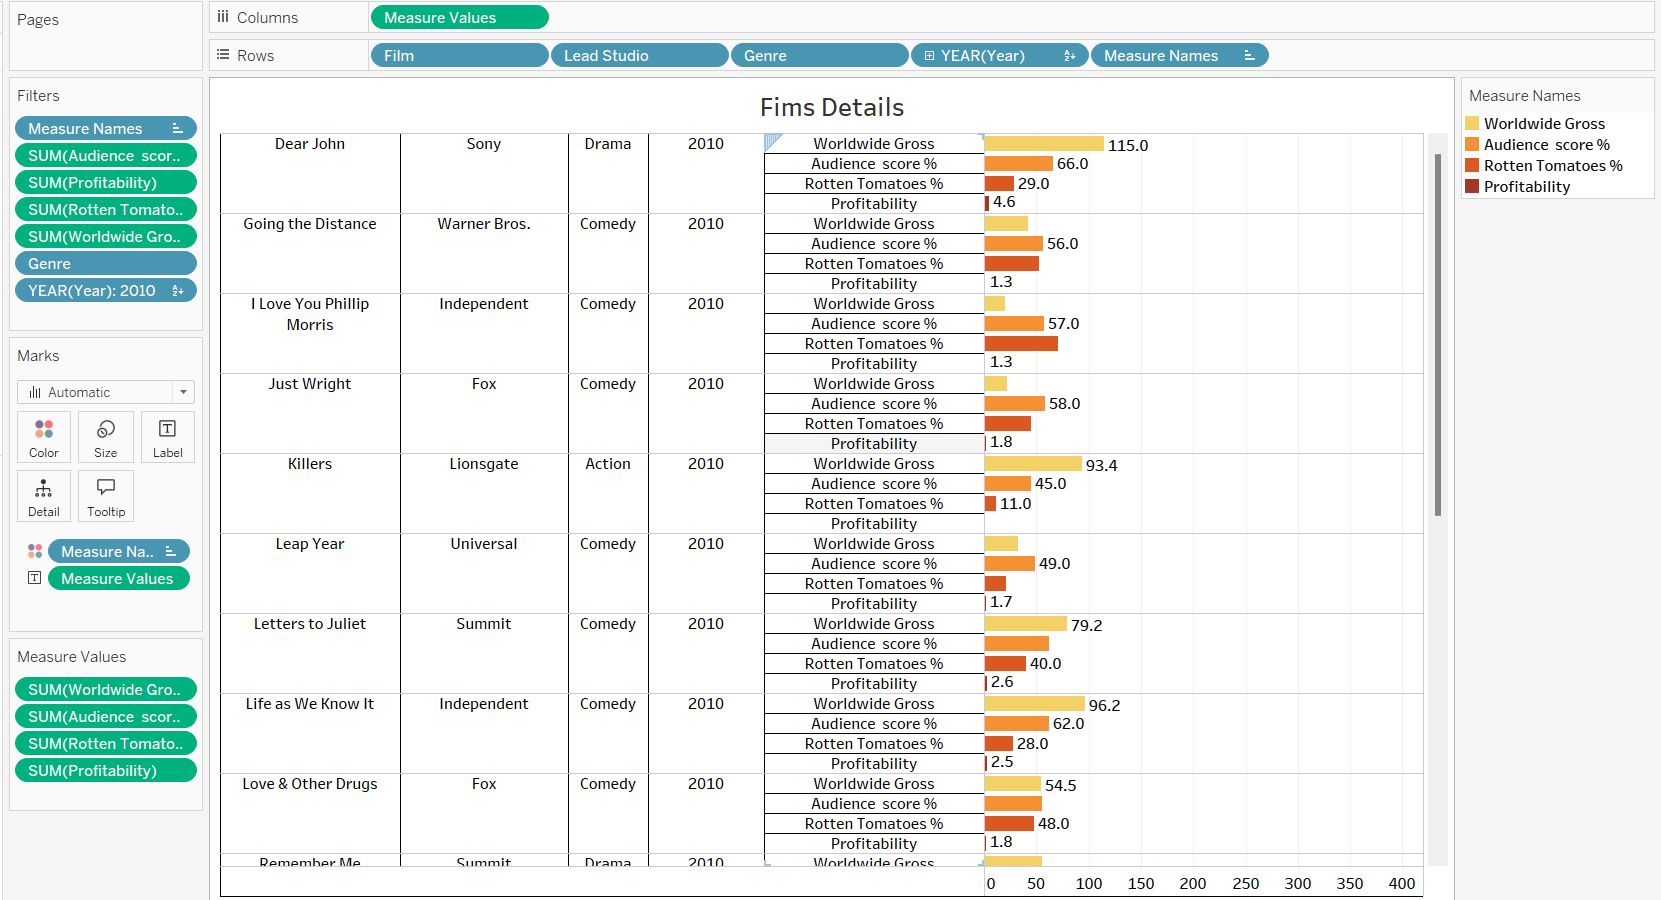 Pages
Columns
Measure Values
Rows
Film
Lead Studio
Genre
YEAR(Year)
Measure Names
Filters
Measure Names
SUM(Audience scor..
SUM(Profitability)
SUM(Rotten Tomato..
SUM(Worldwide Gro..
Genre
YEAR(Year): 2010
Marks
Automatic
Color
Size
Label
Detail
Tooltip
Measure Na..
Measure Values
Measure Values
SUM(Worldwide Gro..
SUM(Audience scor..
SUM(Rotten Tomato..
SUM(Profitability)
Fims Details
Dear John Sony Drama 2010 Worldwide Gross 115.0
Audience score % 66.0
Rotten Tomatoes % 29.0
Profitability 4.6
Going the Distance Warner Bros. Comedy 2010 Worldwide Gross
Audience score % 56.0
Rotten Tomatoes %
Profitability 1.3
I Love You Phillip Independent Comedy 2010 Worldwide Gross
Morris Audience score % 57.0
Rotten Tomatoes %
Profitability 1.3
Just Wright Fox Comedy 2010 Worldwide Gross
Audience score % 58.0
Rotten Tomatoes %
Profitability 1.8
Killers Lionsgate Action 2010 Worldwide Gross 93.4
Audience score % 45.0
Rotten Tomatoes % 11.0
Profitability
Leap Year Universal Comedy 2010 Worldwide Gross
Audience score % 49.0
Rotten Tomatoes %
Profitability 1.7
Letters to Juliet Summit Comedy 2010 Worldwide Gross 79.2
Audience score %
Rotten Tomatoes % 40.0
Profitability 2.6
Life as We Know It Independent Comedy 2010 Worldwide Gross 96.2
Audience score % 62.0
Rotten Tomatoes % 28.0
Profitability 2.5
Love & Other Drugs Fox Comedy 2010 Worldwide Gross 54.5
Audience score %
Rotten Tomatoes % 48.0
Profitability 1.8
Remember Me Summit Drama 2010 Worldwide Gross
0 50 100 150 200 250 300 350 400
Measure Names
Worldwide Gross
Audience score %
Rotten Tomatoes %
Profitability